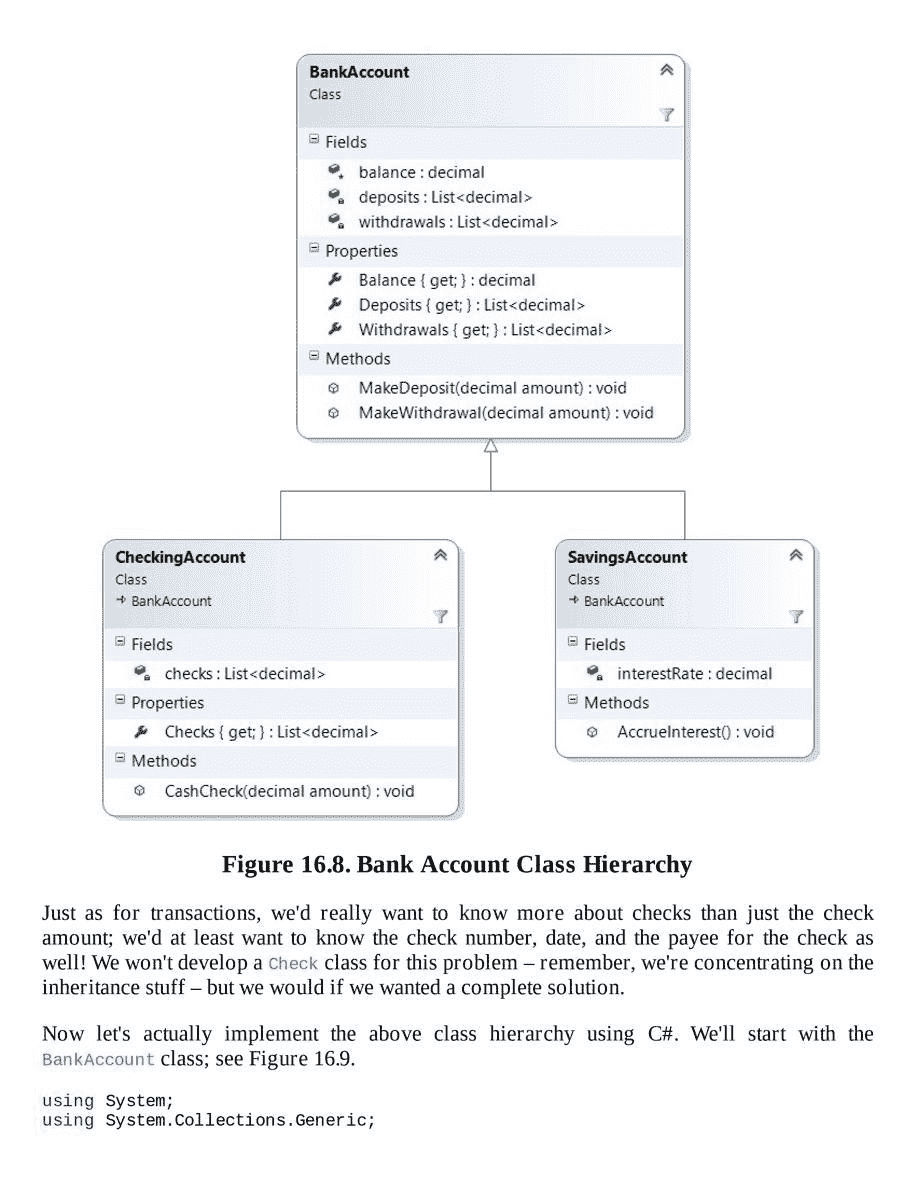 BankAccount
Class
Fields
balance : decimal
deposits : List<decimal>
withdrawals : List<decimal>
Properties
Balance { get; } : decimal
Deposits { get; } : List<decimal>
Withdrawals { get; } : List<decimal>
Methods
MakeDeposit(decimal amount) : void
MakeWithdrawal(decimal amount) : void
CheckingAccount
Class
BankAccount
Fields
checks : List<decimal>
Properties
Checks { get; } : List<decimal>
Methods
CashCheck(decimal amount) : void
SavingsAccount
Class
BankAccount
Fields
interestRate : decimal
Methods
AccrueInterest() : void
Figure 16.8. Bank Account Class Hierarchy
Just as for transactions, we'd really want to know more about checks than just the check
amount; we'd at least want to know the check number, date, and the payee for the check as
well! We won't develop a Check class for this problem – remember, we're concentrating on the
inheritance stuff – but we would if we wanted a complete solution.
Now let's actually implement the above class hierarchy using C#. We'll start with the
BankAccount class; see Figure 16.9.
using System;
using System.Collections.Generic;